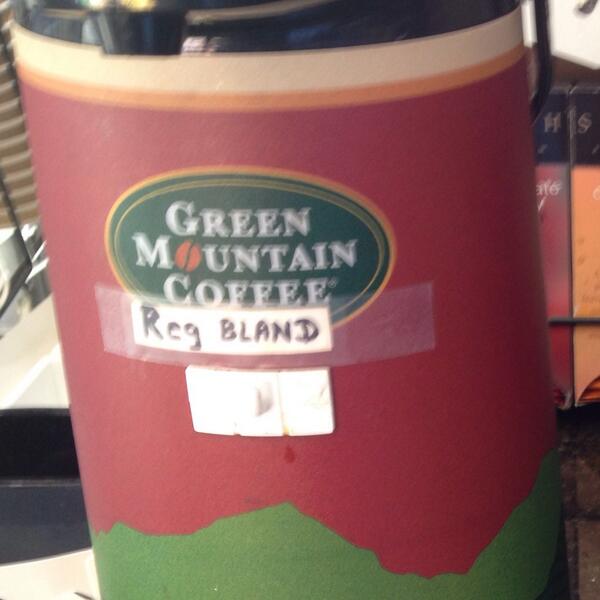 GREEN
MOUNTAIN
COFFEE®
Reg BLAND
H S